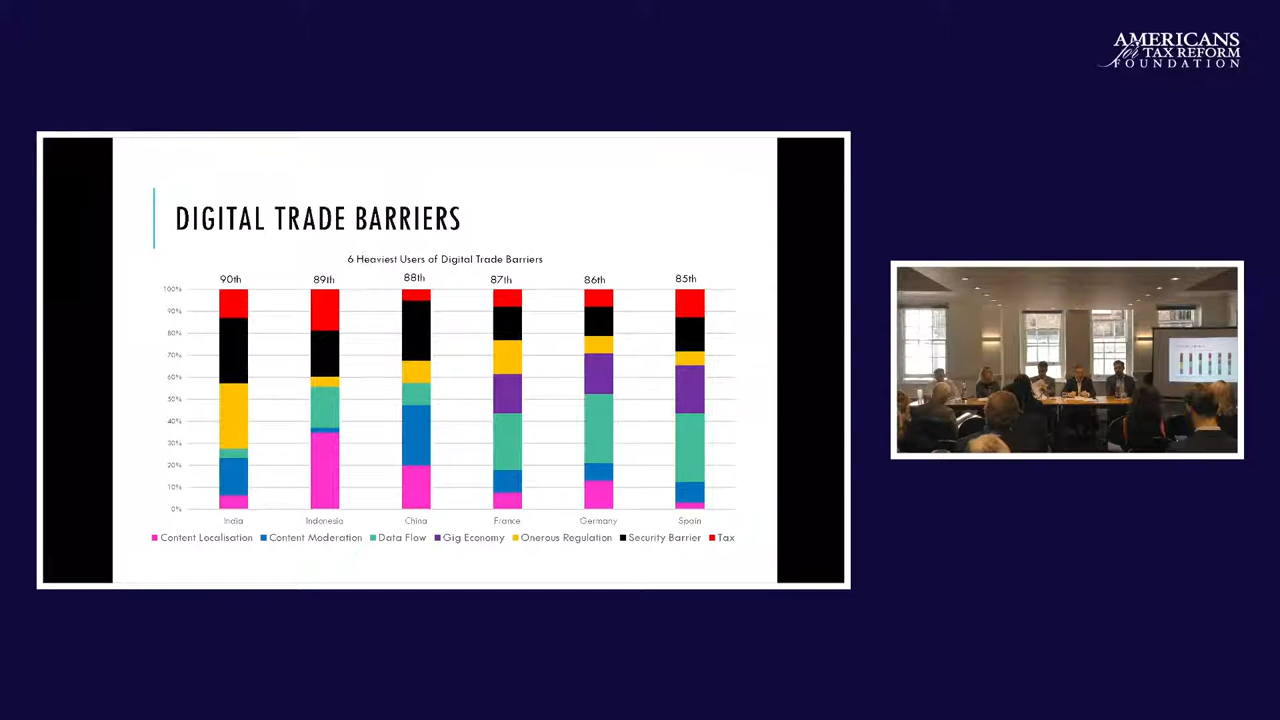 AMERICANS
for TAX REFORM
FOUNDATION
DIGITAL TRADE BARRIERS
6 Heaviest Users of Digital Trade Barriers
90th 89th 88th 87th 86th 85th
100%
90%
80%
70%
60%
50%
40%
30%
20%
10%
0%
India Indonesia China France Germany Spain
Content Localisation Content Moderation Data Flow Gig Economy Onerous Regulation Security Barrier Tax